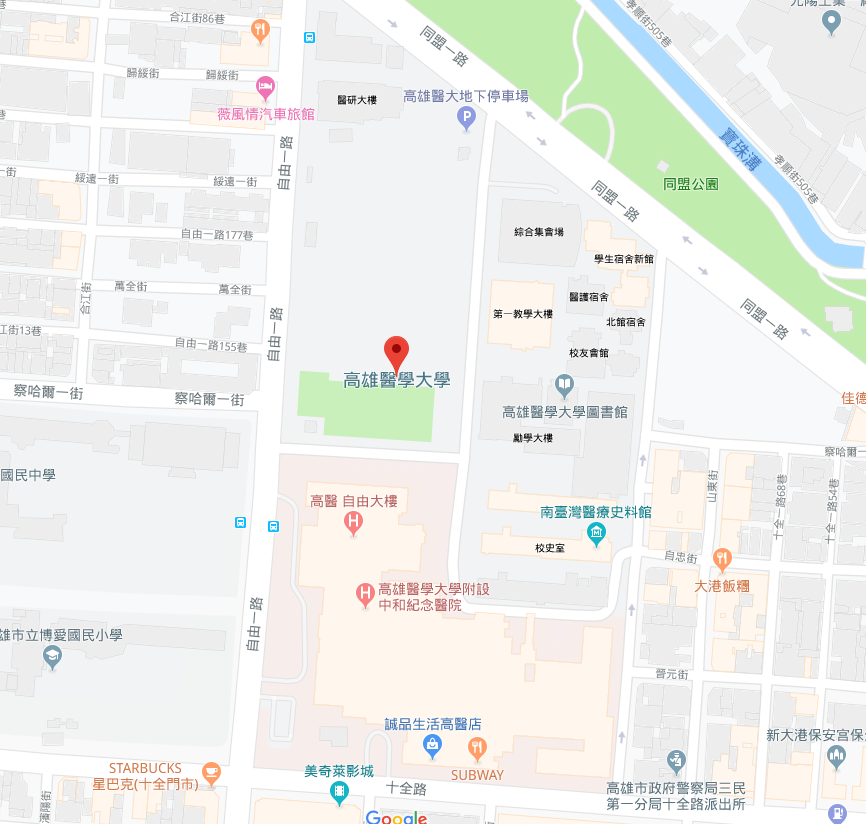 合江街86巷
同盟一路
孝順街505巷
歸綏街
歸綏街
醫研大樓
高雄醫大地下停車場
薇風情汽車旅館
自由一路
寶珠溝
孝順街505巷
綏遠一街
綏遠一街
同盟一路
同盟公園
自由一路177巷
綜合集會場
學生宿舍新館
萬全街
萬全街
合江街
醫護宿舍
第一教學大樓
北館宿舍
同盟一路
江街13巷
自由一路
自由一路155巷
校友會館
高雄醫學大學
察哈爾一街
察哈爾一街
高雄醫學大學圖書館
佳德
勵學大樓
察哈爾一
國民中學
山東街
十全一路68巷
十全一路54巷
高醫 自由大樓
南臺灣醫療史料館
校史室
自忠街
大港飯糰
高雄醫學大學附設
中和紀念醫院
自由一路
雄市立博愛國民小學
晉元街
誠品生活高醫店
新大港保安宮保
STARBUCKS
星巴克(十全門市)
美奇萊影城
SUBWAY
十全路
高雄市政府警察局三民
第一分局十全路派出所
瀋陽街
Google